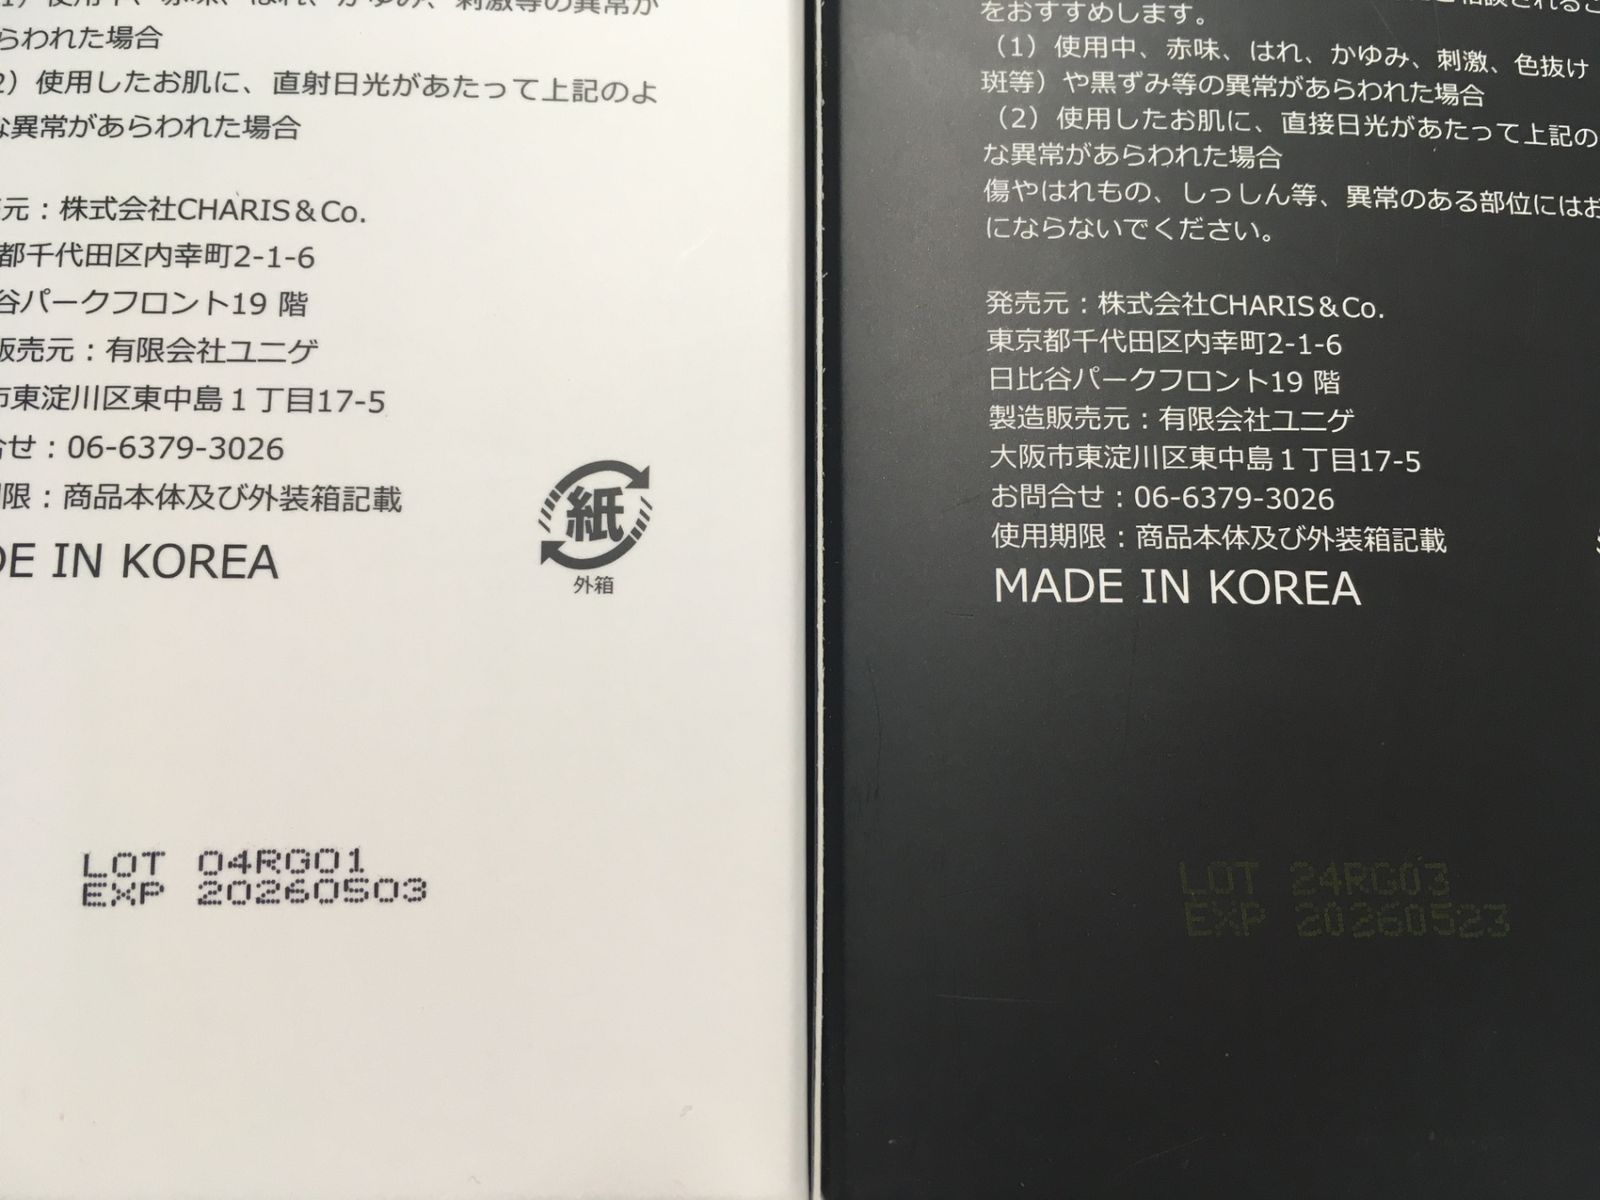 使用中、赤味、はれ、かゆみ、刺激等の異常が
らわれた場合
2）使用したお肌に、直射日光があたって上記のよ
な異常があらわれた場合
元：株式会社CHARIS＆Co.
都千代田区内幸町2-1-6
谷パークフロント19 階
販売元：有限会社ユニゲ
市東淀川区東中島１丁目17-5
合せ：06-6379-3026
限：商品本体及び外装箱記載
DE IN KOREA
紙
外箱
LOT 04RG01
EXP 20260503
をおすすめします。
（1）使用中、赤味、はれ、かゆみ、刺激、色抜け
斑等）や黒ずみ等の異常があらわれた場合
（2）使用したお肌に、直接日光があたって上記の
な異常があらわれた場合
傷やはれもの、しっしん等、異常のある部位にはお
にならないでください。
発売元：株式会社CHARIS＆Co.
東京都千代田区内幸町2-1-6
日比谷パークフロント19 階
製造販売元：有限会社ユニゲ
大阪市東淀川区東中島１丁目17-5
お問合せ：06-6379-3026
使用期限：商品本体及び外装箱記載
MADE IN KOREA
LOT 24RG03
EXP 20260523